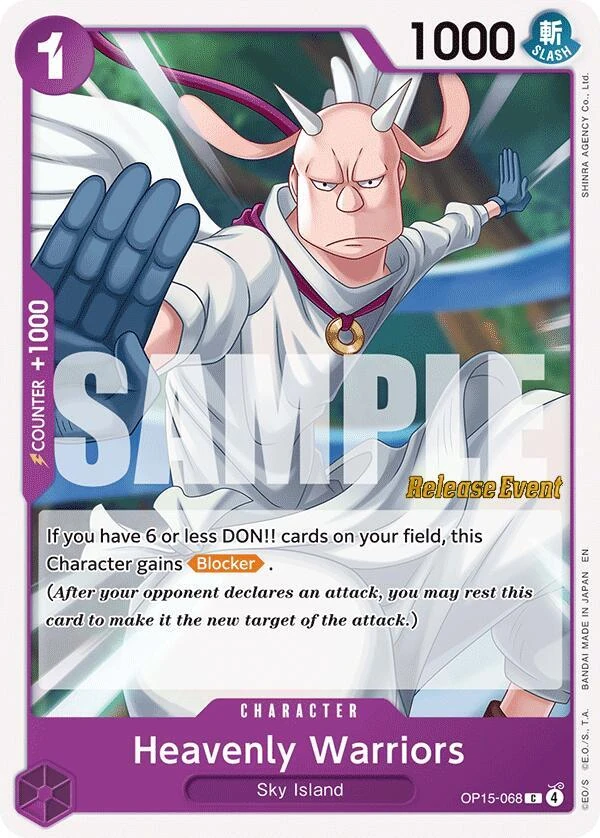 1
1000
斬
SLASH
SHINRA AGENCY Co., Ltd.
COUNTER +1000
SAMPLE
Release Event
If you have 6 or less DON!! cards on your field, this
Character gains Blocker .
(After your opponent declares an attack, you may rest this
card to make it the new target of the attack.)
CHARACTER
Heavenly Warriors
Sky Island
OP15-068 C 4
©EO/S ©E.O./S., T.A. BANDAI MADE IN JAPAN EN